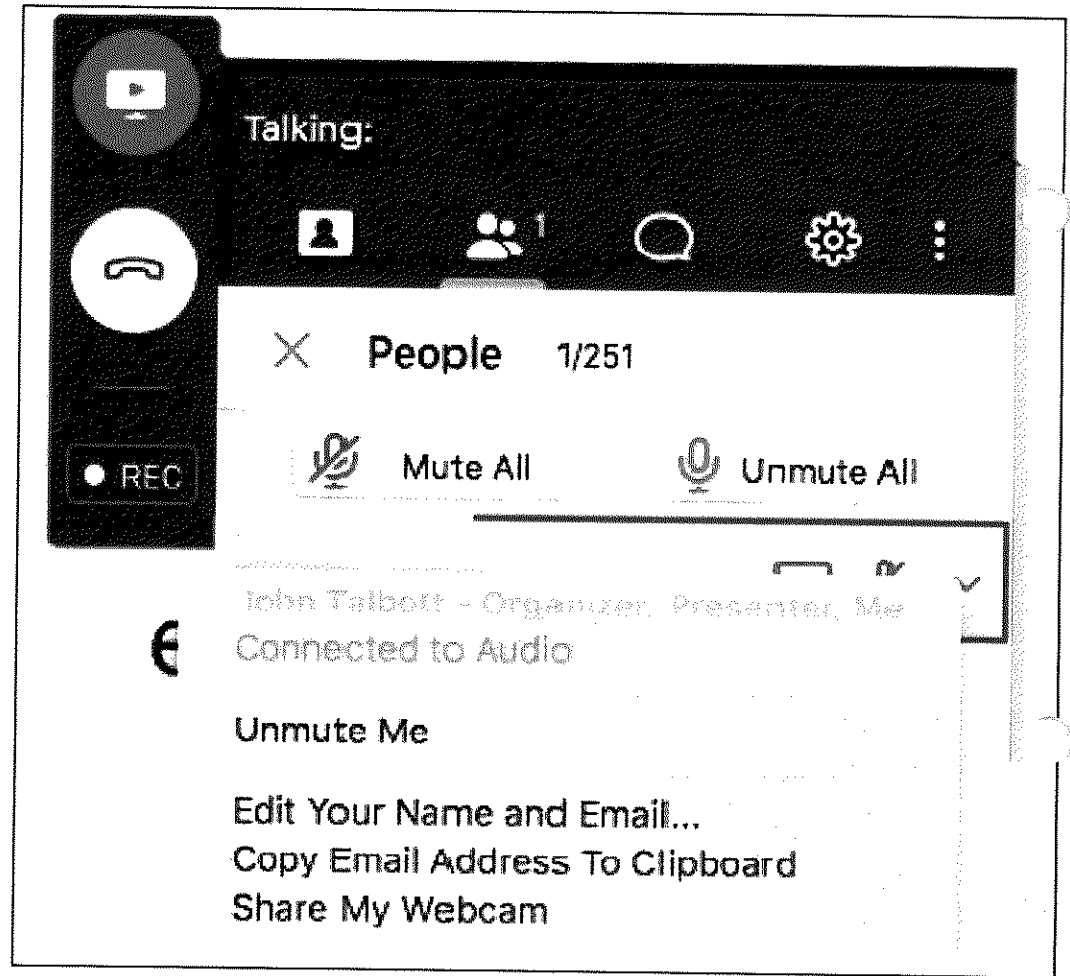 Talking:
1
People 1/251
Mute All Unmute All
REC
John Talbott - Organizer, Presenter, Me
Connected to Audio
Unmute Me
Edit Your Name and Email...
Copy Email Address To Clipboard
Share My Webcam